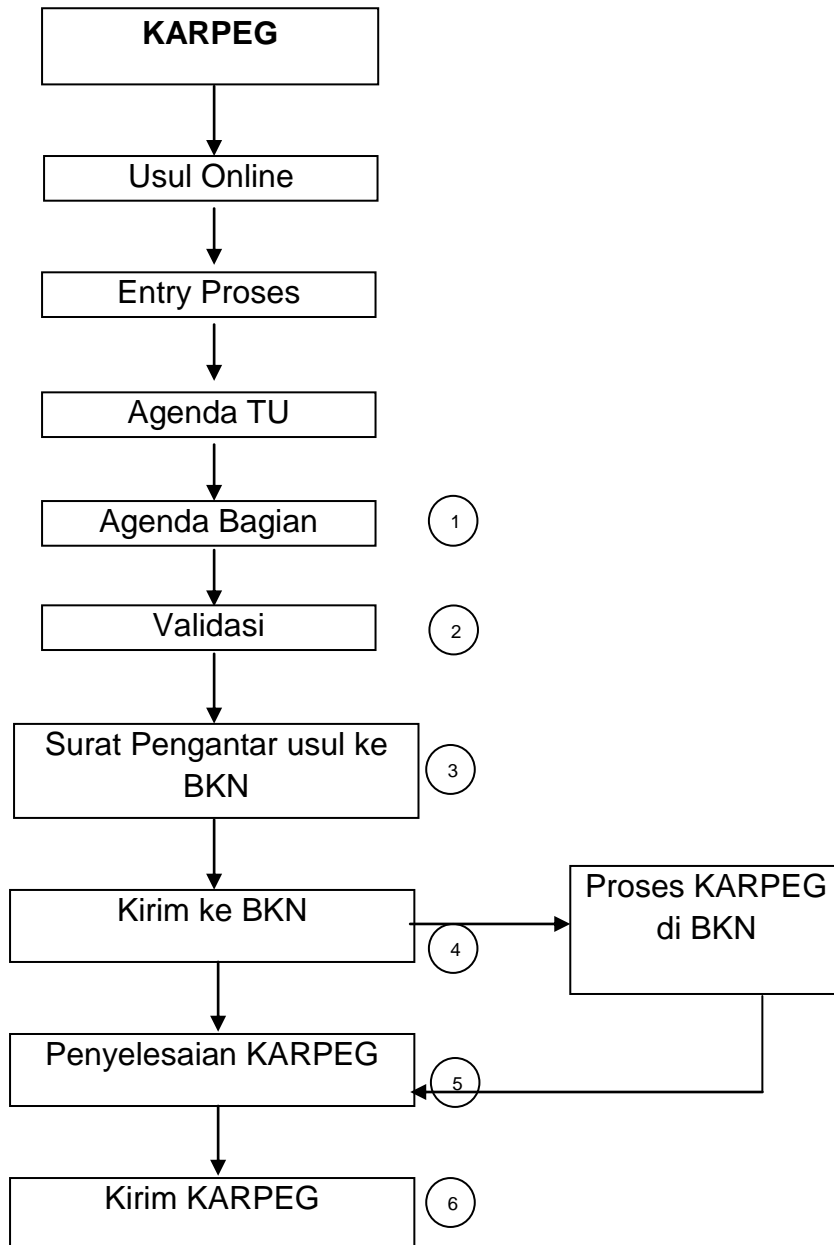 KARPEG
Usul Online
Entry Proses
Agenda TU
Agenda Bagian
1
Validasi
2
Surat Pengantar usul ke
BKN
3
Kirim ke BKN
4
Proses KARPEG
di BKN
Penyelesaian KARPEG
5
Kirim KARPEG
6